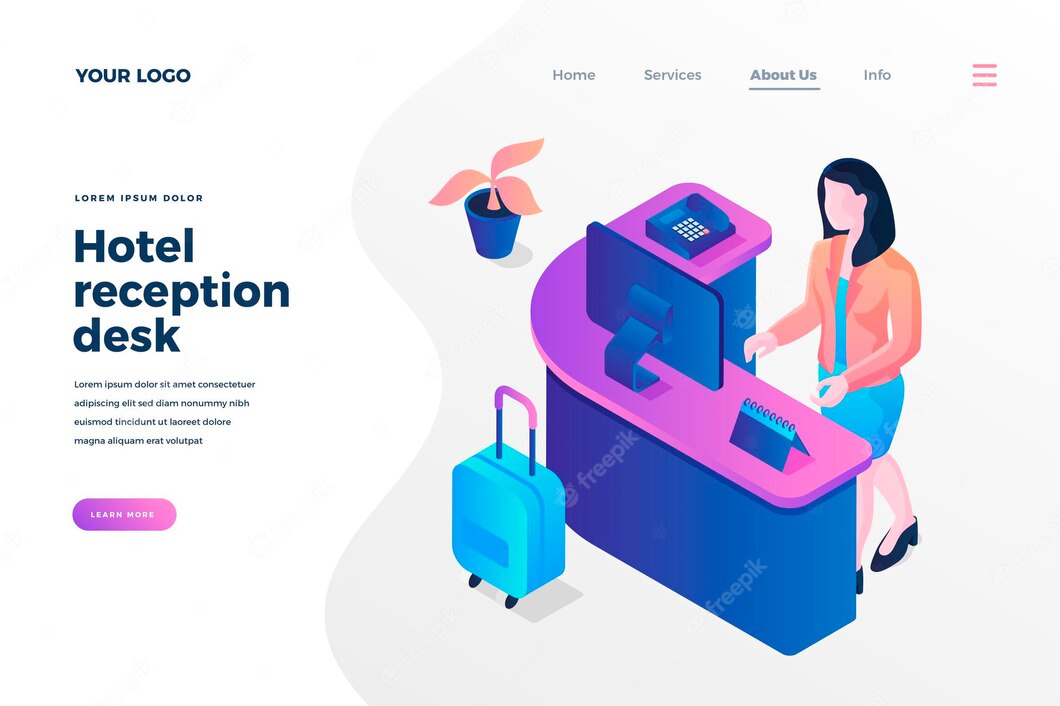 YOUR LOGO
Home Services About Us Info
LOREM IPSUM DOLOR
Hotel
reception
desk
Lorem ipsum dolor sit amet consectetuer
adipiscing elit sed diam nonummy nibh
euismod tincidunt ut laoreet dolore
magna aliquam erat volutpat
LEARN MORE
freepik
freepik